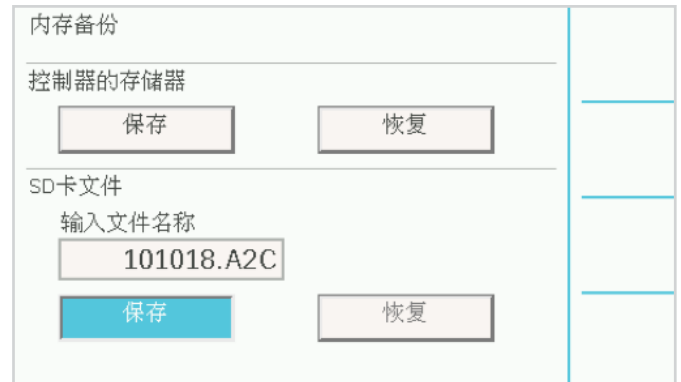 内存备份
控制器的存储器
保存 恢复
SD卡文件
输入文件名称
101018.A2C
保存 恢复